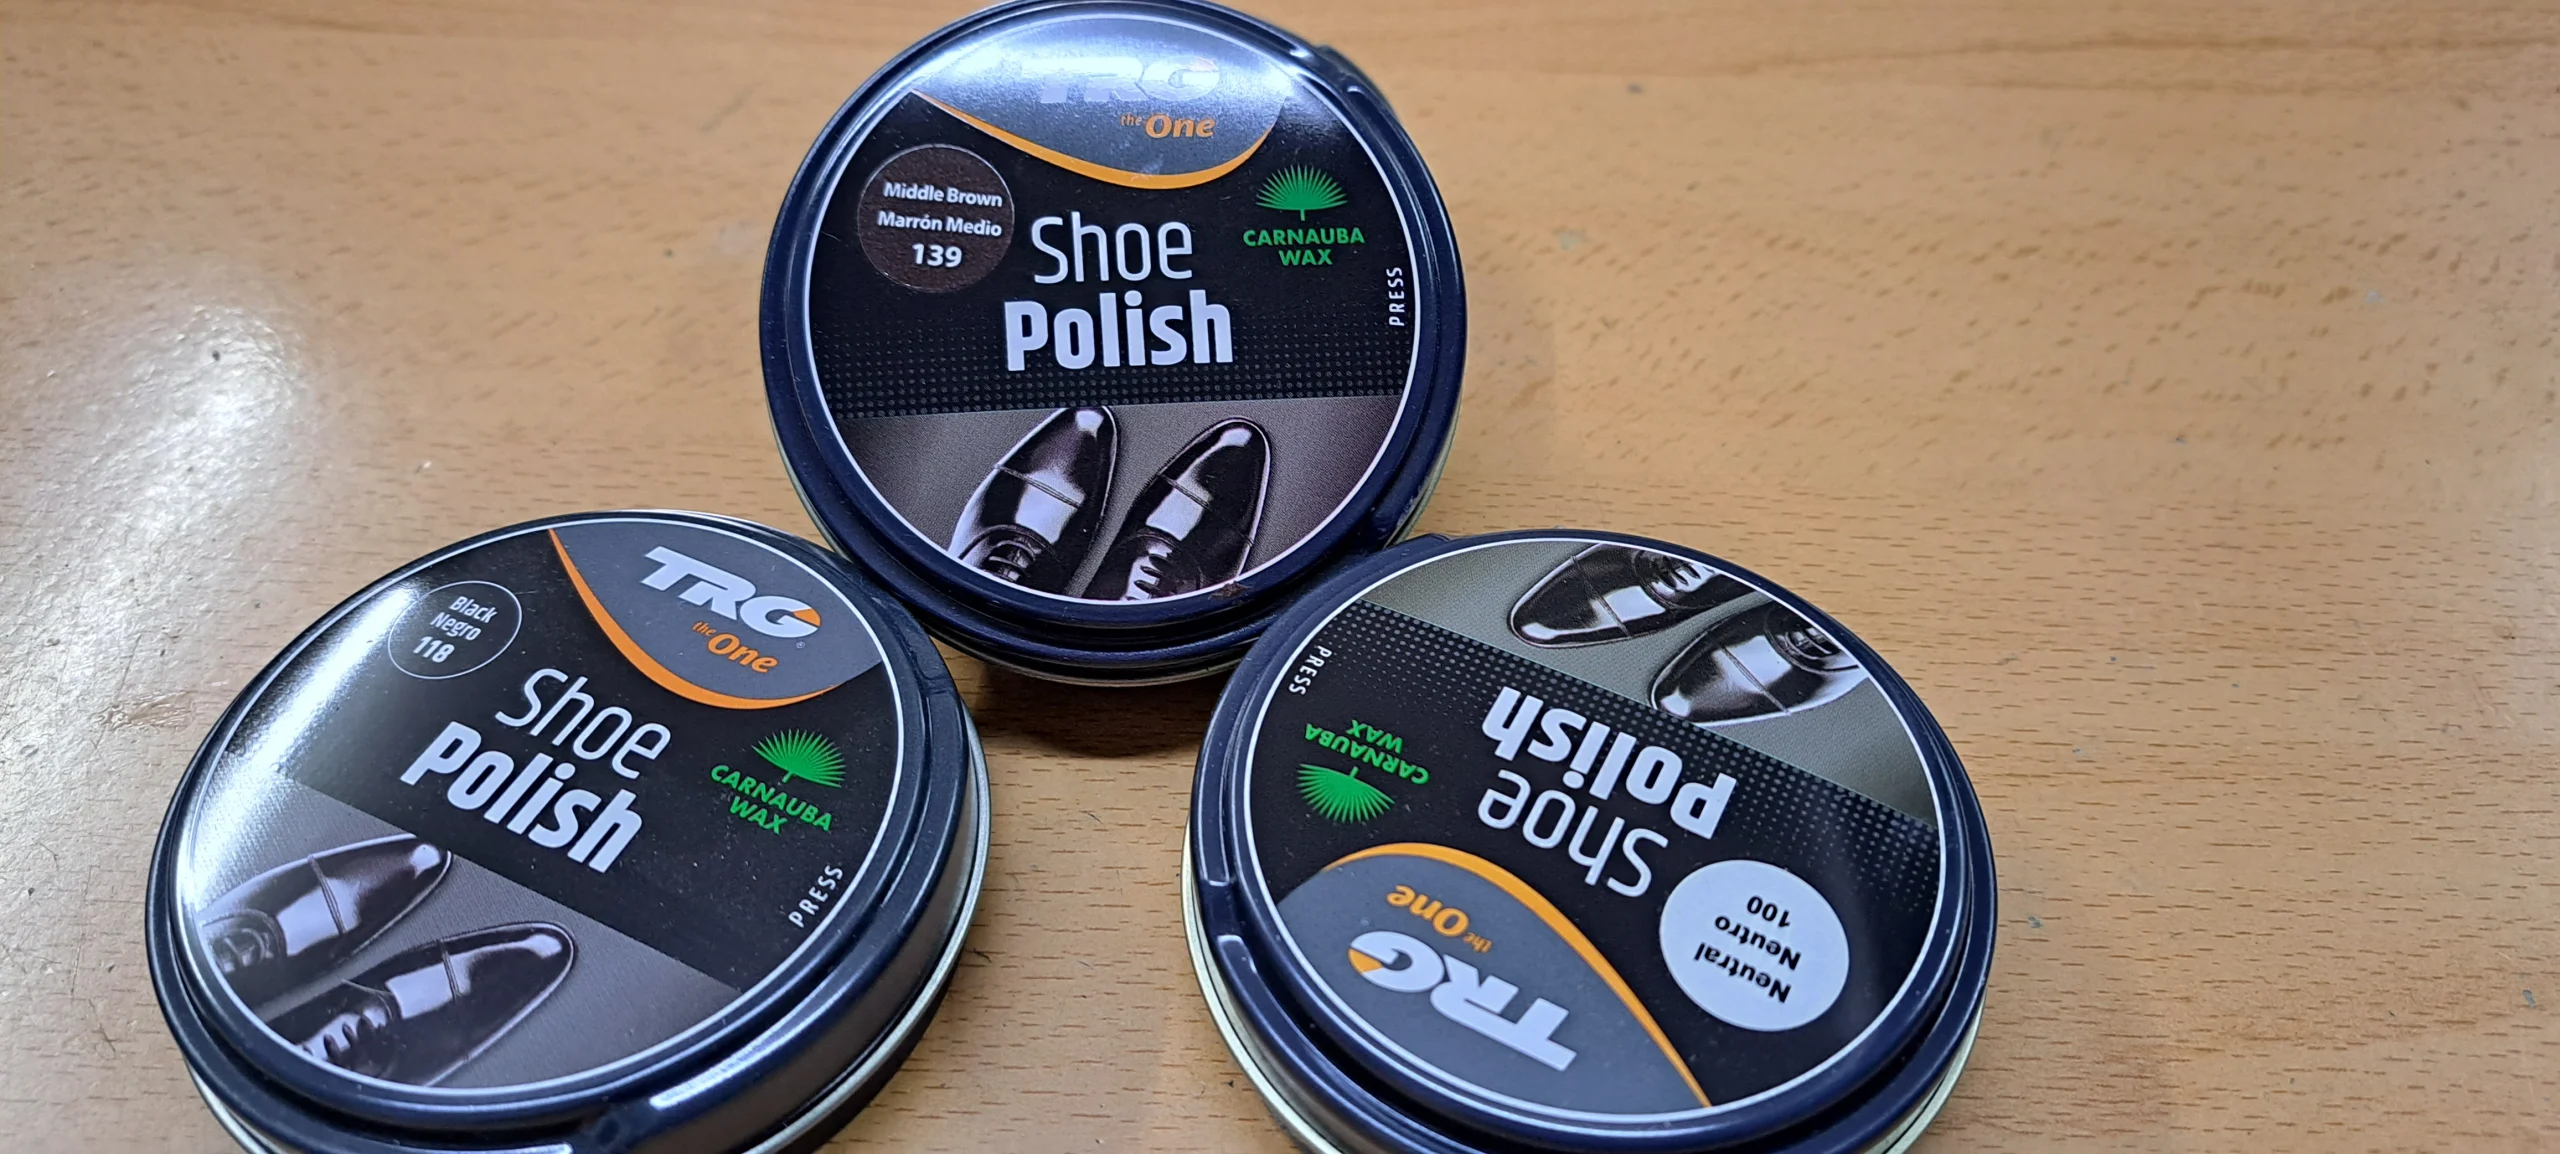 TRG
the One
Middle Brown
Marrón Medio
139
Shoe
Polish
CARNAUBA
WAX
PRESS
TRG
the One
Black
Negro
118
Shoe
Polish
CARNAUBA
WAX
PRESS
TRG
the One
Neutral
Neutro
100
Shoe
Polish
CARNAUBA
WAX
PRESS